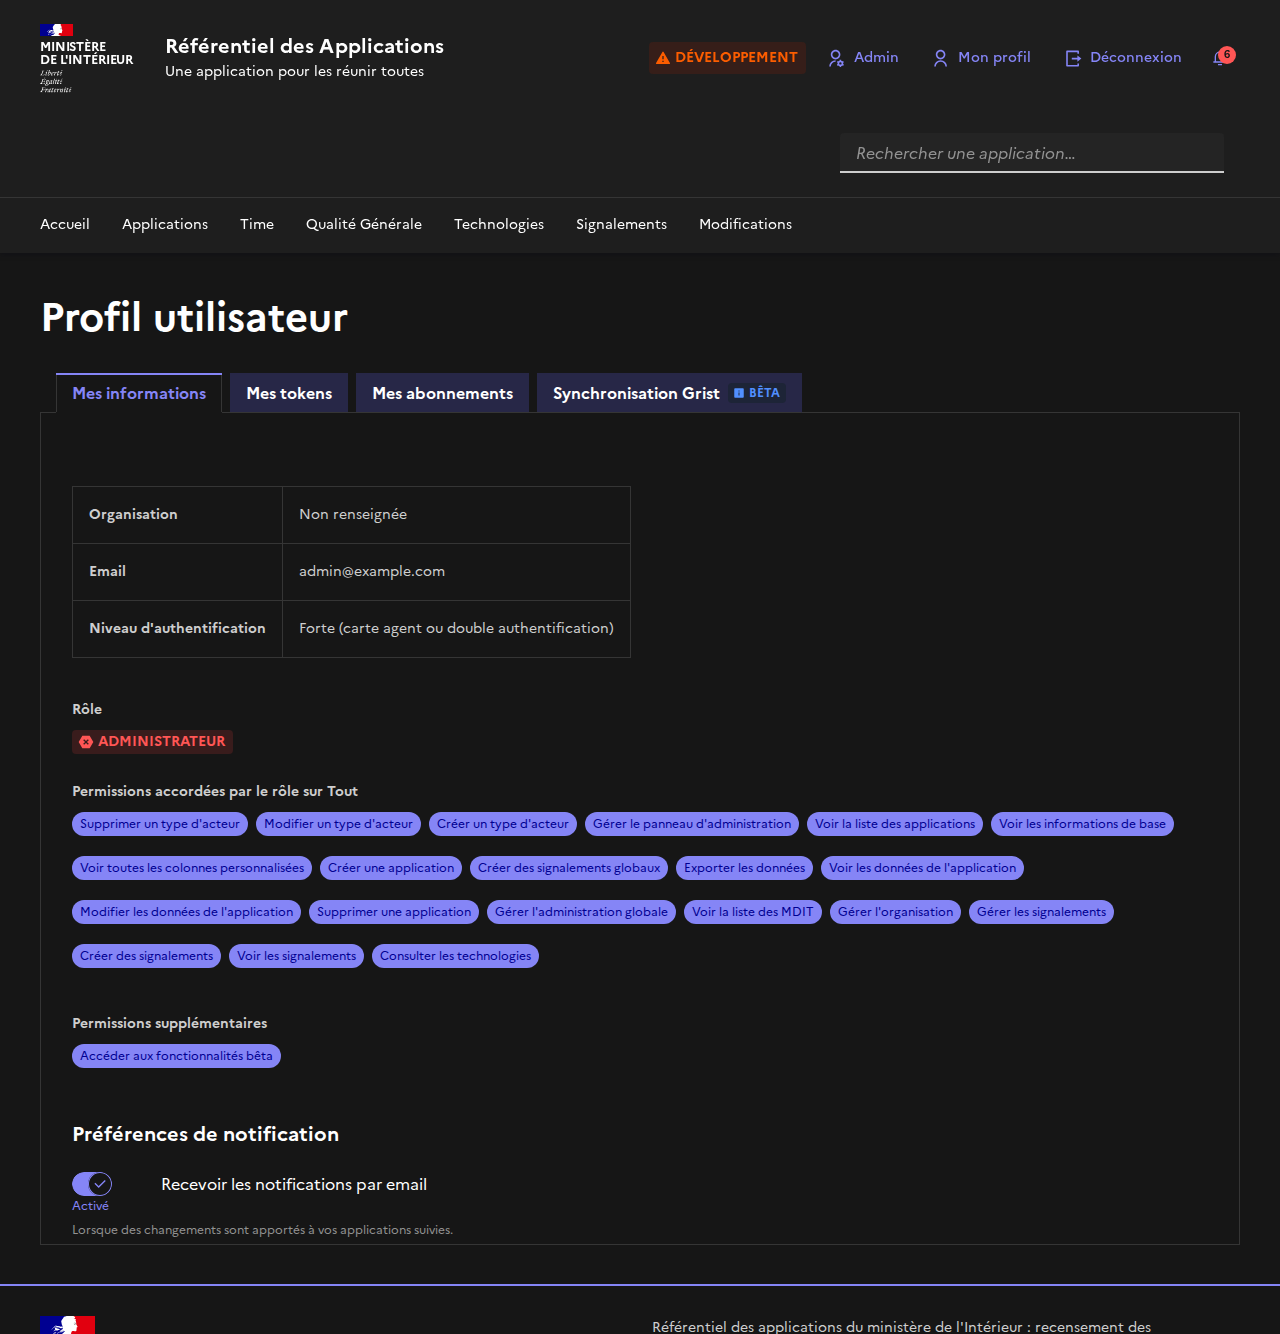 MINISTÈRE
DE L'INTÉRIEUR
Liberté
Égalité
Fraternité
Référentiel des Applications
Une application pour les réunir toutes
DÉVELOPPEMENT
Admin
Mon profil
Déconnexion
6
Rechercher une application…
Accueil
Applications
Time
Qualité Générale
Technologies
Signalements
Modifications
Profil utilisateur
Mes informations
Mes tokens
Mes abonnements
Synchronisation Grist
BÊTA
Organisation
Non renseignée
Email
admin@example.com
Niveau d'authentification
Forte (carte agent ou double authentification)
Rôle
ADMINISTRATEUR
Permissions accordées par le rôle sur Tout
Supprimer un type d'acteur
Modifier un type d'acteur
Créer un type d'acteur
Gérer le panneau d'administration
Voir la liste des applications
Voir les informations de base
Voir toutes les colonnes personnalisées
Créer une application
Créer des signalements globaux
Exporter les données
Voir les données de l'application
Modifier les données de l'application
Supprimer une application
Gérer l'administration globale
Voir la liste des MDIT
Gérer l'organisation
Gérer les signalements
Créer des signalements
Voir les signalements
Consulter les technologies
Permissions supplémentaires
Accéder aux fonctionnalités bêta
Préférences de notification
Recevoir les notifications par email
Activé
Lorsque des changements sont apportés à vos applications suivies.
Référentiel des applications du ministère de l'Intérieur : recensement des